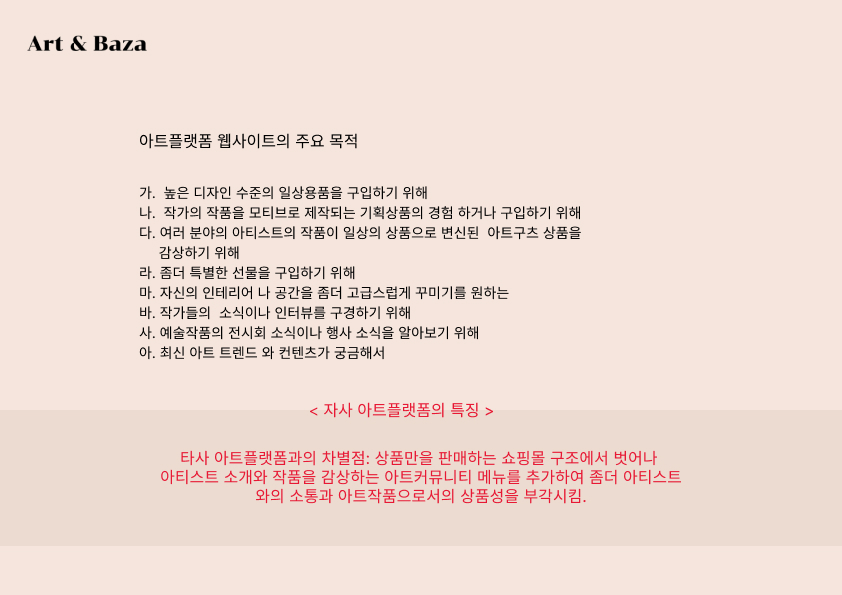 Art & Baza
아트플랫폼 웹사이트의 주요 목적
가. 높은 디자인 수준의 일상용품을 구입하기 위해
나. 작가의 작품을 모티브로 제작되는 기획상품의 경험 하거나 구입하기 위해
다. 여러 분야의 아티스트의 작품이 일상의 상품으로 변신된 아트구츠 상품을
감상하기 위해
라. 좀더 특별한 선물을 구입하기 위해
마. 자신의 인테리어 나 공간을 좀더 고급스럽게 꾸미기를 원하는
바. 작가들의 소식이나 인터뷰를 구경하기 위해
사. 예술작품의 전시회 소식이나 행사 소식을 알아보기 위해
아. 최신 아트 트렌드 와 컨텐츠가 궁금해서
< 자사 아트플랫폼의 특징 >
타사 아트플랫폼과의 차별점: 상품만을 판매하는 쇼핑몰 구조에서 벗어나
아티스트 소개와 작품을 감상하는 아트커뮤니티 메뉴를 추가하여 좀더 아티스트
와의 소통과 아트작품으로서의 상품성을 부각시킴.